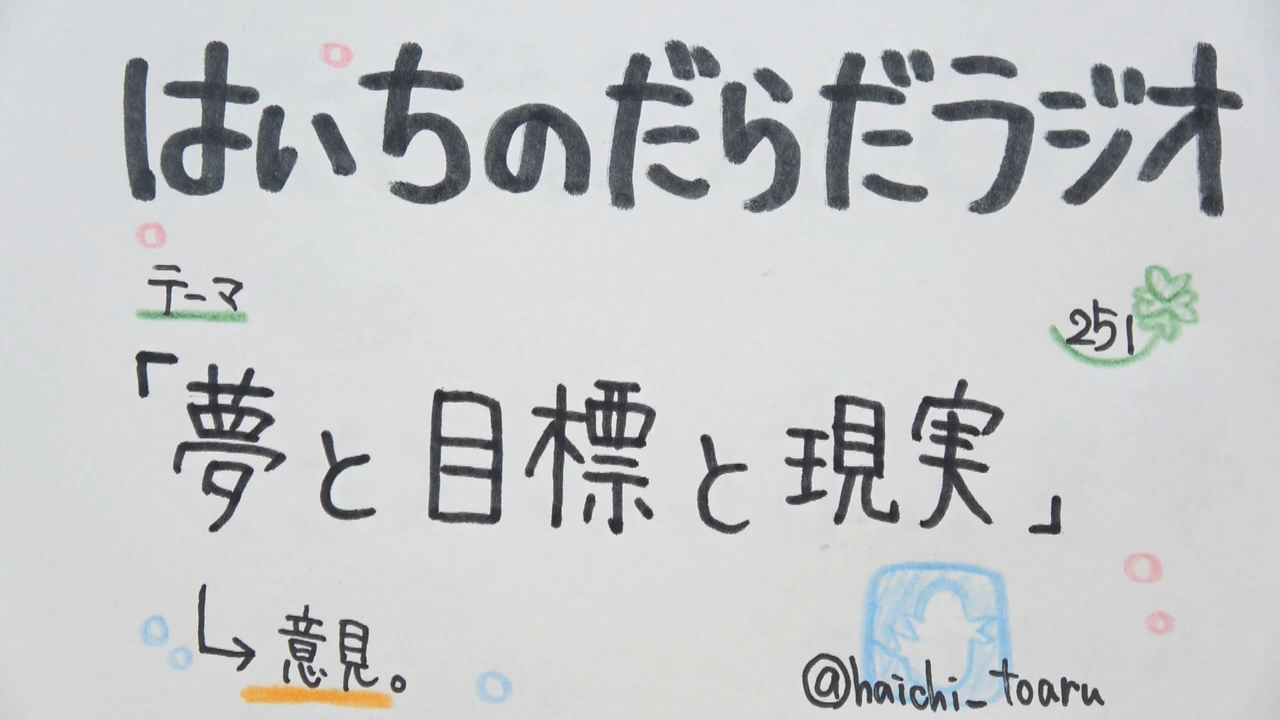 はいちのだらだラジオ
テーマ
251
「夢と目標と現実」
意見。
@haichi_toaru